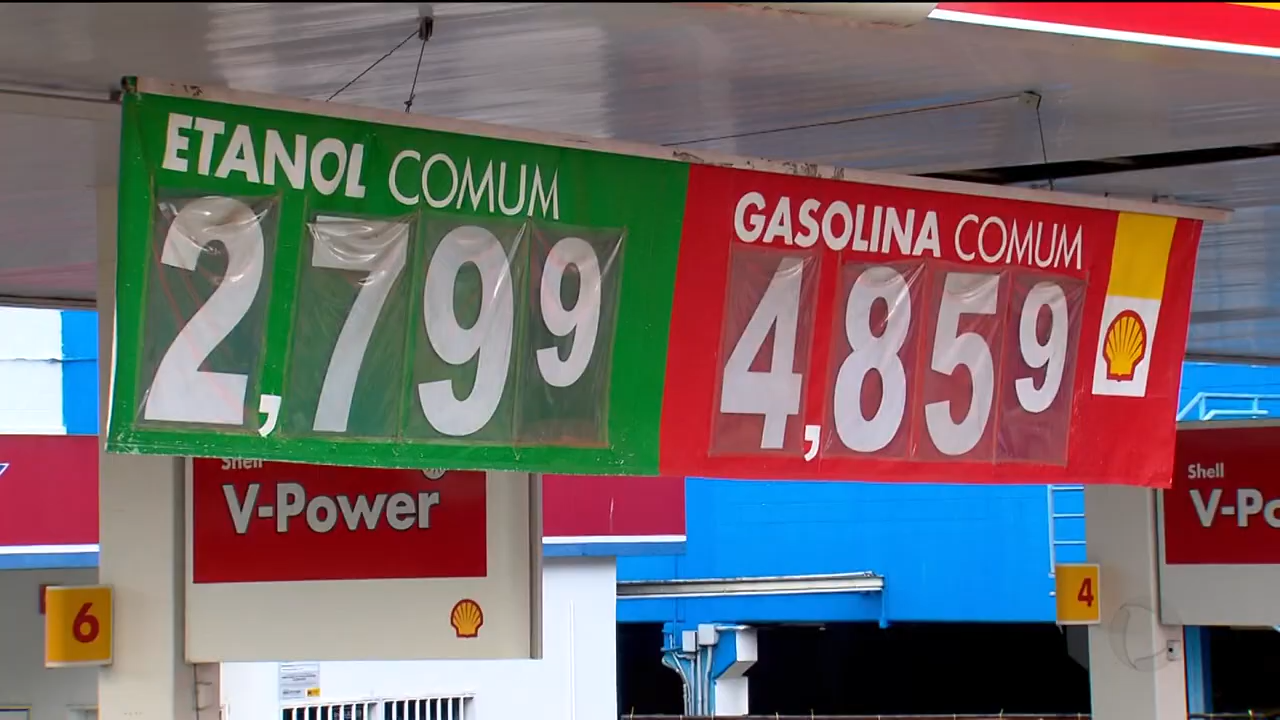 ETANOL COMUM
2,799
GASOLINA COMUM
4,859
Shell
V-Power
6
Shell
V-Po
4